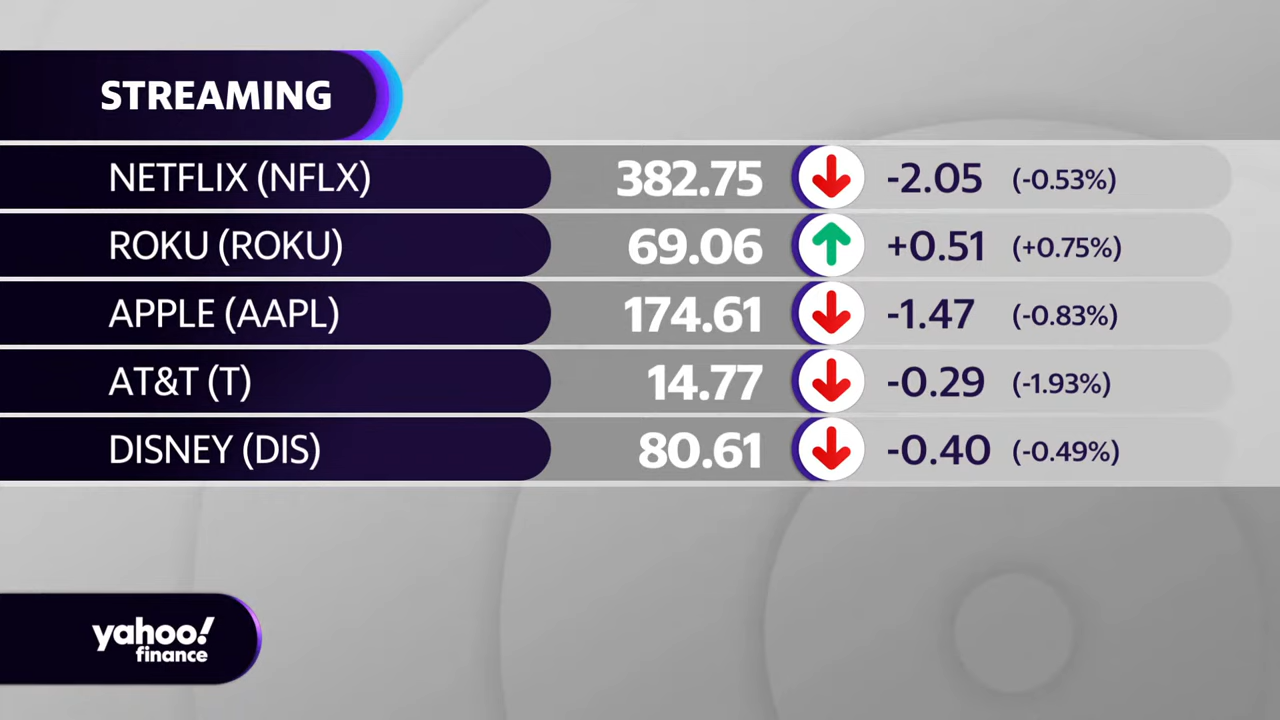 STREAMING
NETFLIX (NFLX) 382.75 -2.05 (-0.53%)
ROKU (ROKU) 69.06 +0.51 (+0.75%)
APPLE (AAPL) 174.61 -1.47 (-0.83%)
AT&T (T) 14.77 -0.29 (-1.93%)
DISNEY (DIS) 80.61 -0.40 (-0.49%)
yahoo!
finance